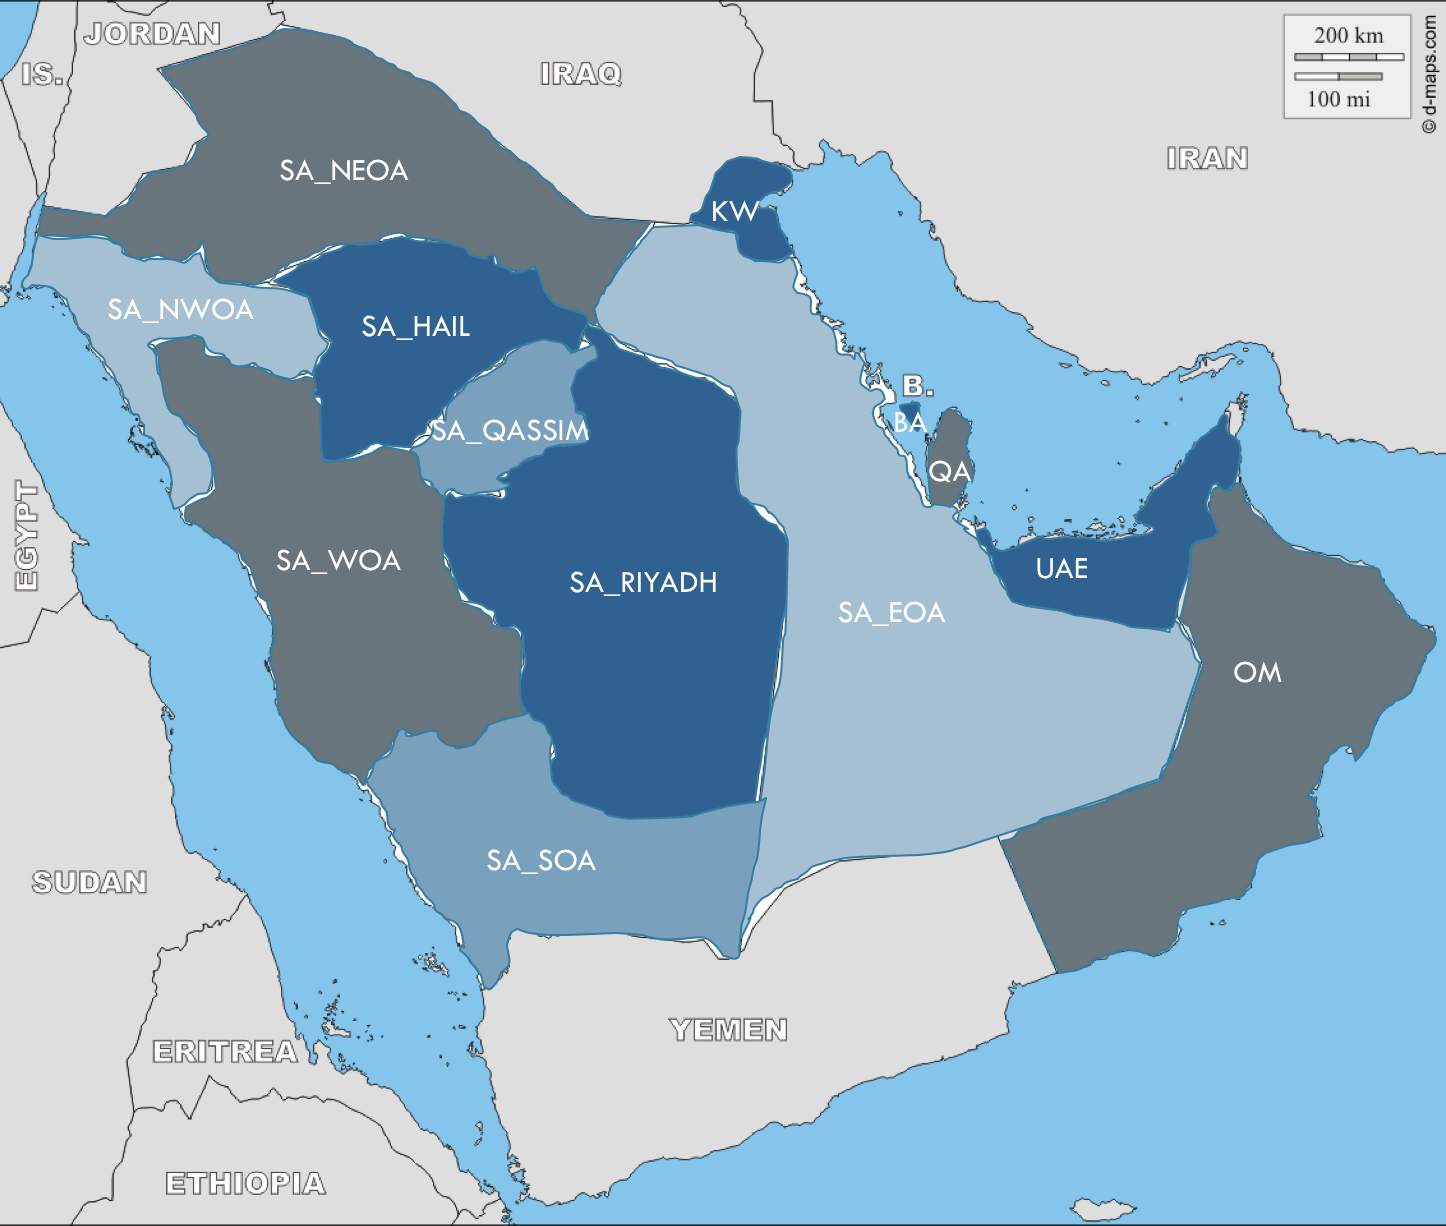 JORDAN
200 km
IS.
IRAQ
100 mi
© d-maps.com
IRAN
SA_NEOA
KW
SA_NWOA
SA_HAIL
B.
BA
SA_QASSIM
QA
EGYPT
SA_WOA
SA_RIYADH
UAE
SA_EOA
OM
SA_SOA
SUDAN
YEMEN
ERITREA
ETHIOPIA